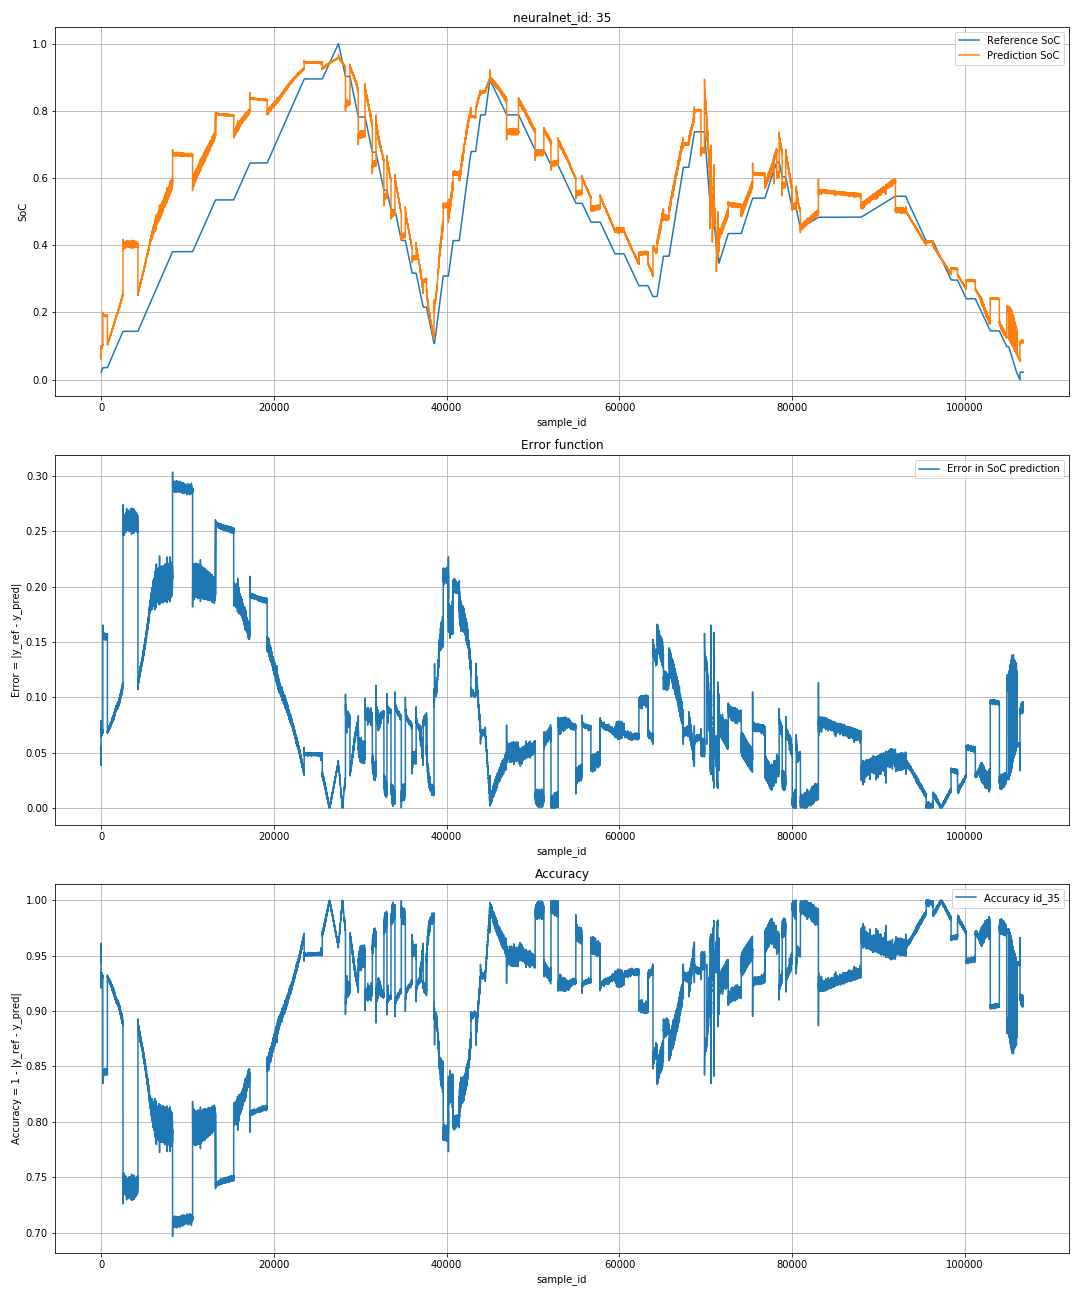 neuralnet_id: 35
Reference SoC
Prediction SoC
SoC
1.0
0.8
0.6
0.4
0.2
0.0
0 20000 40000 60000 80000 100000
sample_id
Error function
Error in SoC prediction
Error = |y_ref - y_pred|
0.30
0.25
0.20
0.15
0.10
0.05
0.00
0 20000 40000 60000 80000 100000
sample_id
Accuracy
Accuracy id_35
Accuracy = 1 - |y_ref - y_pred|
1.00
0.95
0.90
0.85
0.80
0.75
0.70
0 20000 40000 60000 80000 100000
sample_id